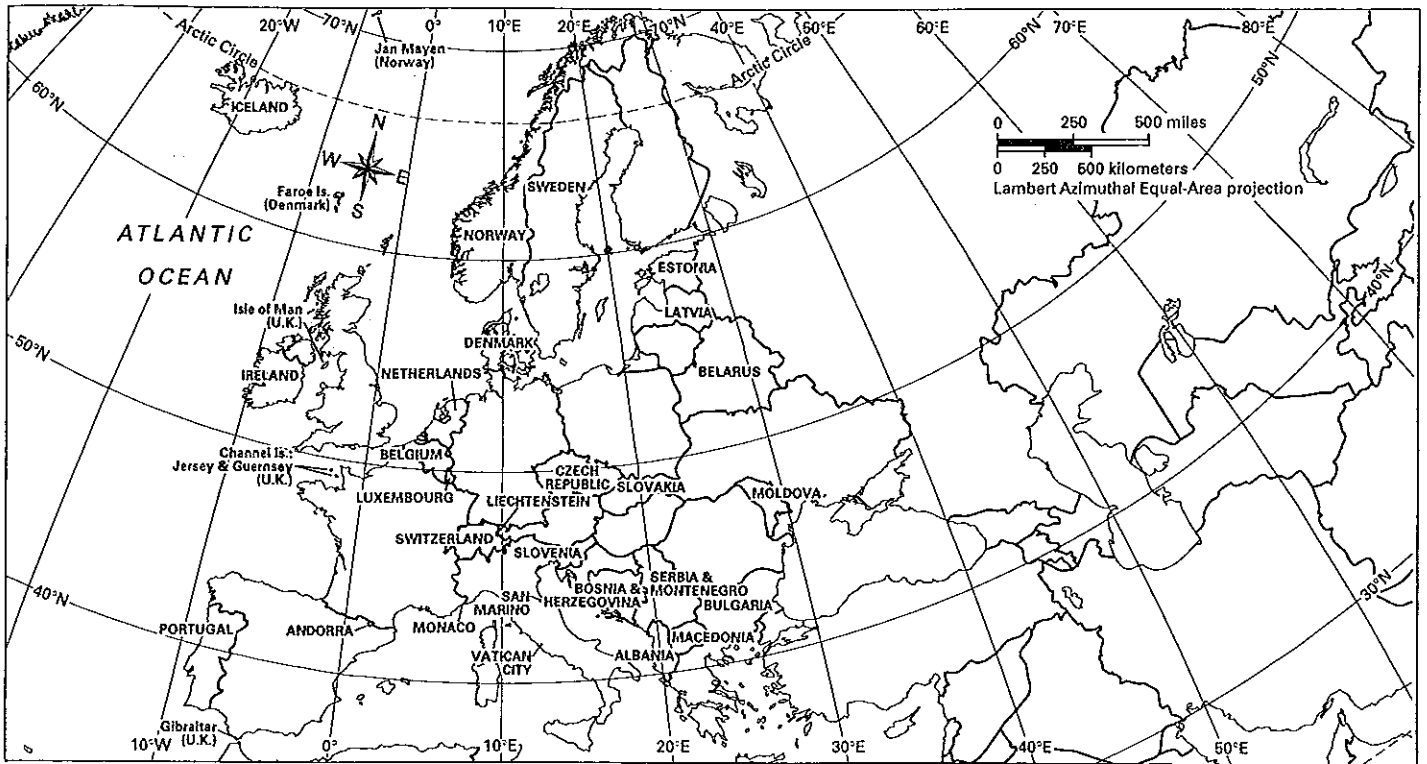 20°W
70°N
0°
10°E
20°E
70°N
40°E
50°E
60°E
70°E
80°E
Arctic Circle
Jan Mayen
(Norway)
Arctic Circle
60°N
50°N
60°N
ICELAND
N
W
E
S
0 250 500 miles
0 250 500 kilometers
Lambert Azimuthal Equal-Area projection
Faroe Is.
(Denmark)
SWEDEN
NORWAY
ATLANTIC
OCEAN
ESTONIA
40°N
Isle of Man
(U.K.)
LATVIA
DENMARK
50°N
IRELAND
NETHERLANDS
BELARUS
Channel Is.:
Jersey & Guernsey
(U.K.)
BELGIUM
CZECH
REPUBLIC
SLOVAKIA
LUXEMBOURG
LIECHTENSTEIN
MOLDOVA
SWITZERLAND
SLOVENIA
40°N
SAN
MARINO
BOSNIA &
HERZEGOVINA
SERBIA &
MONTENEGRO
BULGARIA
30°N
PORTUGAL
ANDORRA
MONACO
MACEDONIA
VATICAN
CITY
ALBANIA
Gibraltar
(U.K.)
10°W
0°
10°E
20°E
30°E
40°E
50°E